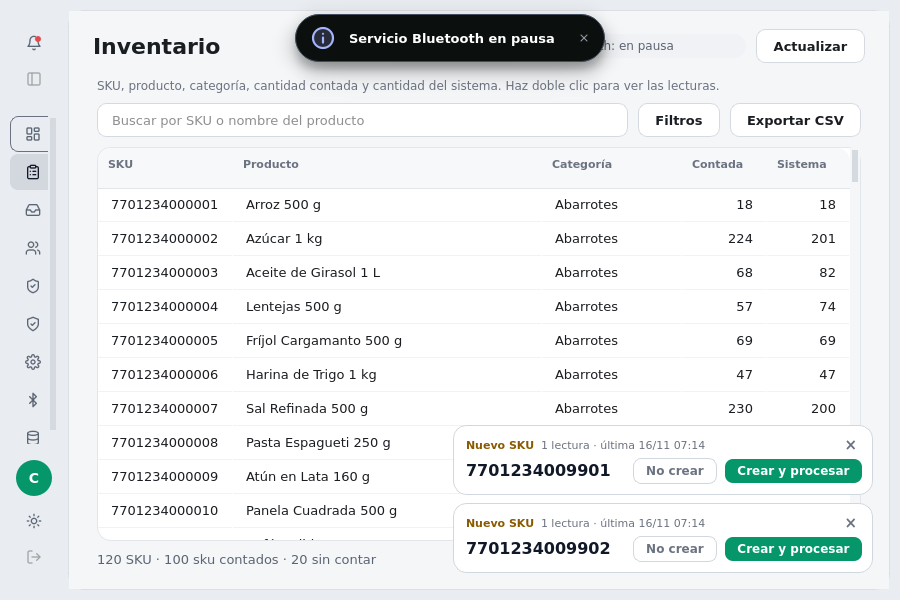 Servicio Bluetooth en pausa
Inventario
h: en pausa
Actualizar
SKU, producto, categoría, cantidad contada y cantidad del sistema. Haz doble clic para ver las lecturas.
Buscar por SKU o nombre del producto
Filtros
Exportar CSV
SKU Producto Categoría Contada Sistema
7701234000001 Arroz 500 g Abarrotes 18 18
7701234000002 Azúcar 1 kg Abarrotes 224 201
7701234000003 Aceite de Girasol 1 L Abarrotes 68 82
7701234000004 Lentejas 500 g Abarrotes 57 74
7701234000005 Fríjol Cargamanto 500 g Abarrotes 69 69
7701234000006 Harina de Trigo 1 kg Abarrotes 47 47
7701234000007 Sal Refinada 500 g Abarrotes 230 200
7701234000008 Pasta Espagueti 250 g
7701234000009 Atún en Lata 160 g
7701234000010 Panela Cuadrada 500 g
Nuevo SKU 1 lectura · última 16/11 07:14
7701234009901 No crear Crear y procesar
Nuevo SKU 1 lectura · última 16/11 07:14
7701234009902 No crear Crear y procesar
120 SKU · 100 sku contados · 20 sin contar
C